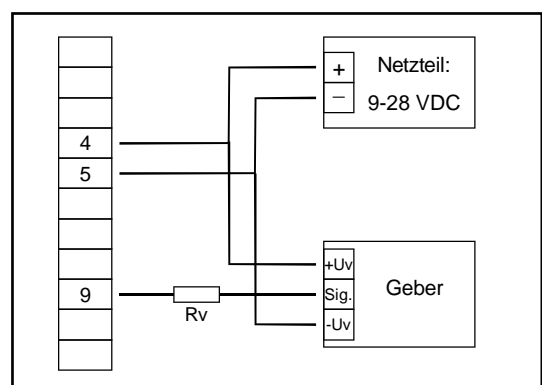 4
5
9
Rv
+
–
Netzteil:
9-28 VDC
+Uv
Sig.
-Uv
Geber